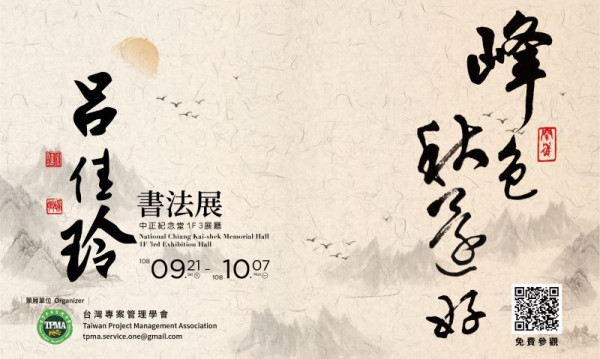 峰色
秋還好
呂佳玲
書法展
中正紀念堂 1F 3展廳
National Chiang Kai-shek Memorial Hall
1F 3rd Exhibition Hall
108 09.21 – 108 10.07
策展單位 Organizer
TPMA
台灣專案管理學會
Taiwan Project Management Association
tpma.service.one@gmail.com
免費參觀